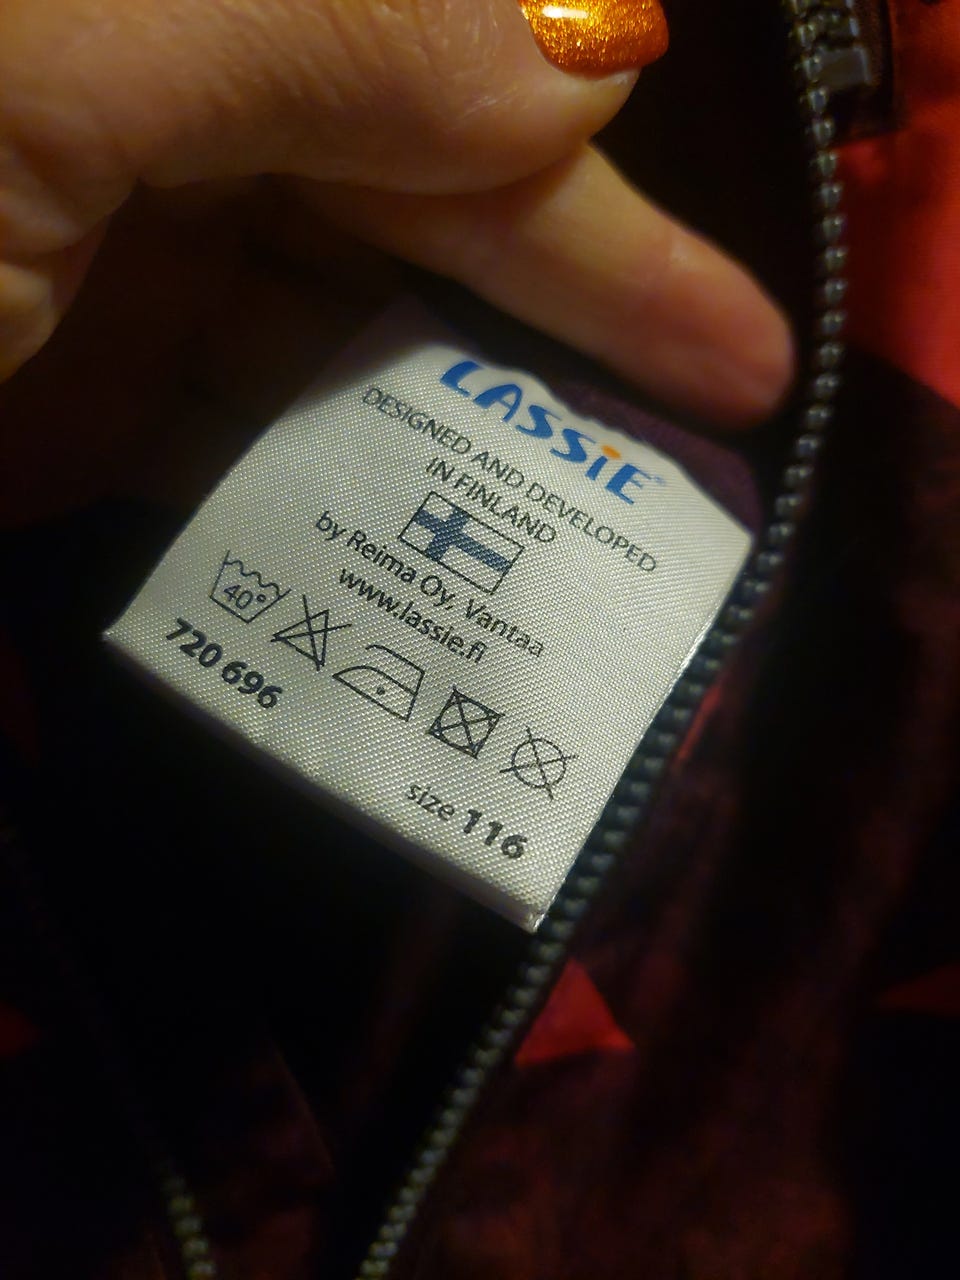 LASSiE
DESIGNED AND DEVELOPED
IN FINLAND
by Reima Oy, Vantaa
www.lassie.fi
40°
720 696
size 116